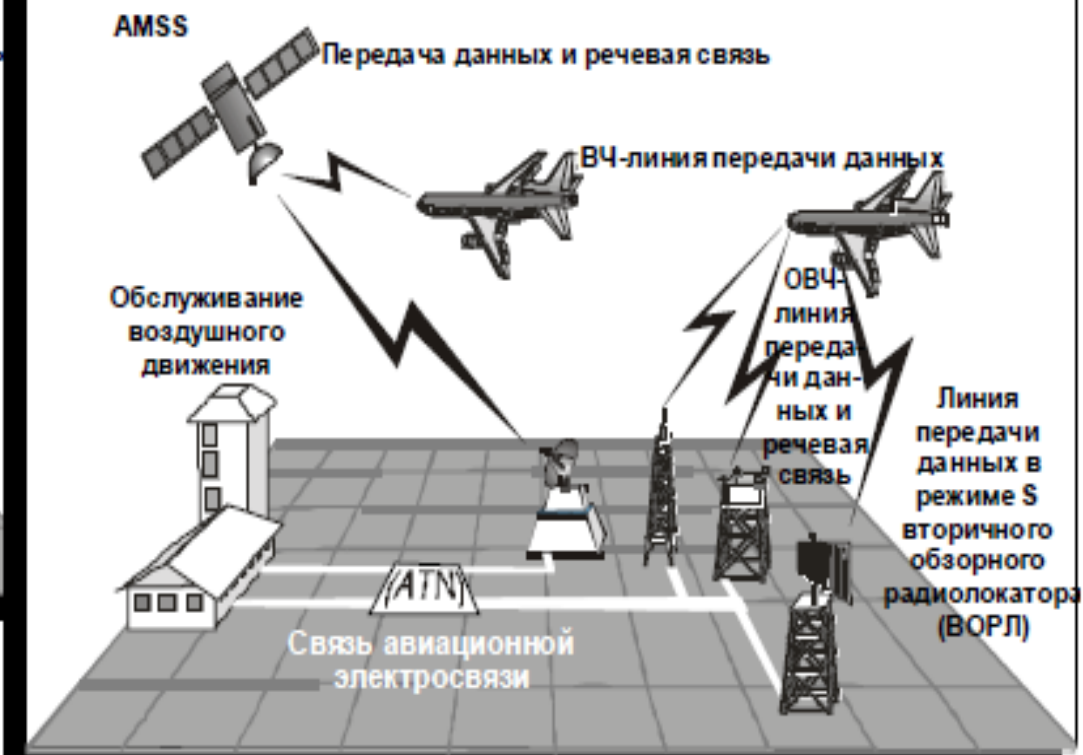 AMSS
Передача данных и речевая связь
ВЧ-линия передачи данных
ОВЧ-
линия
переда-
чи дан-
ных и
речевая
связь
Обслуживание
воздушного
движения
Линия
передачи
данных в
режиме S
вторичного
обзорного
радиолокатора
(ВОРЛ)
(ATN)
Связь авиационной
электросвязи